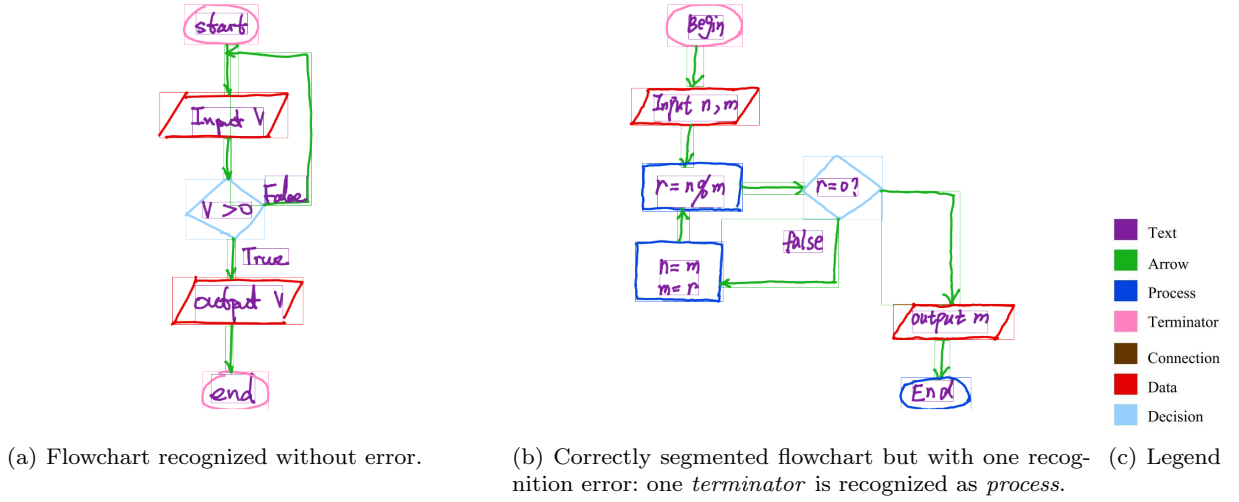 start
Input V
V >0
False
True
output V
end
(a) Flowchart recognized without error.
Begin
Input n, m
r = n % m
r=0?
false
n= m
m= r
output m
End
(b) Correctly segmented flowchart but with one recog-
nition error: one terminator is recognized as process.
Text
Arrow
Process
Terminator
Connection
Data
Decision
(c) Legend